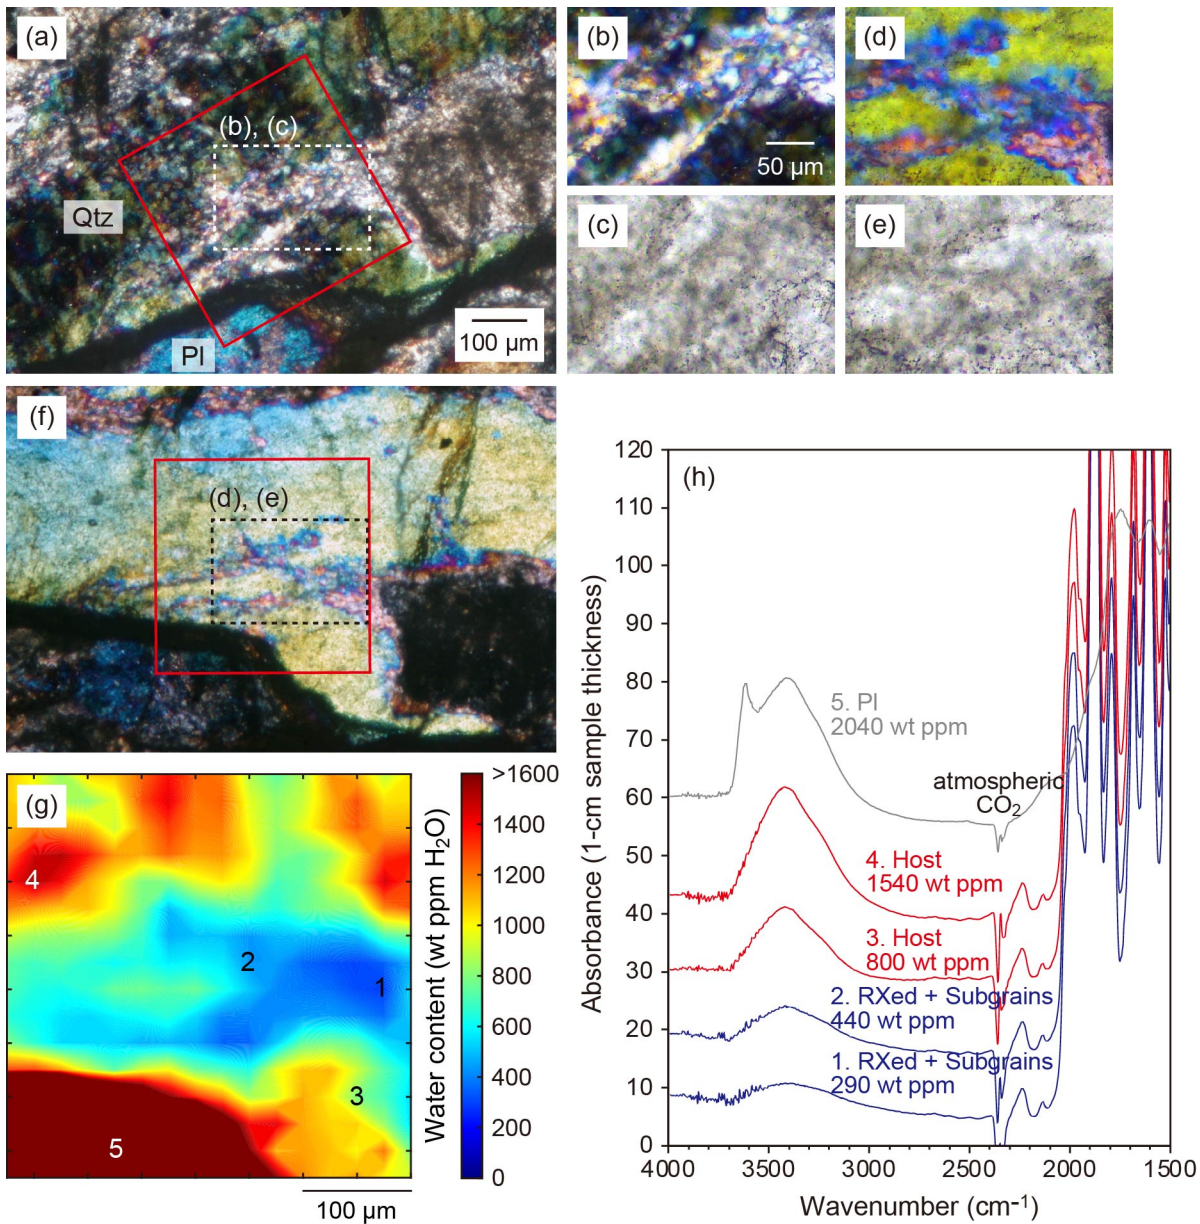 (a)
(b), (c)
Qtz
Pl
100 µm
(b)
50 µm
(d)
(c)
(e)
(f)
(d), (e)
(g)
4
2
1
3
5
100 µm
>1600
1400
1200
1000
800
600
400
200
0
Water content (wt ppm H₂O)
(h)
120
110
100
90
80
70
60
50
40
30
20
10
0
Absorbance (1-cm sample thickness)
5. Pl
2040 wt ppm
atmospheric
CO₂
4. Host
1540 wt ppm
3. Host
800 wt ppm
2. RXed + Subgrains
440 wt ppm
1. RXed + Subgrains
290 wt ppm
4000 3500 3000 2500 2000 1500
Wavenumber (cm⁻¹)